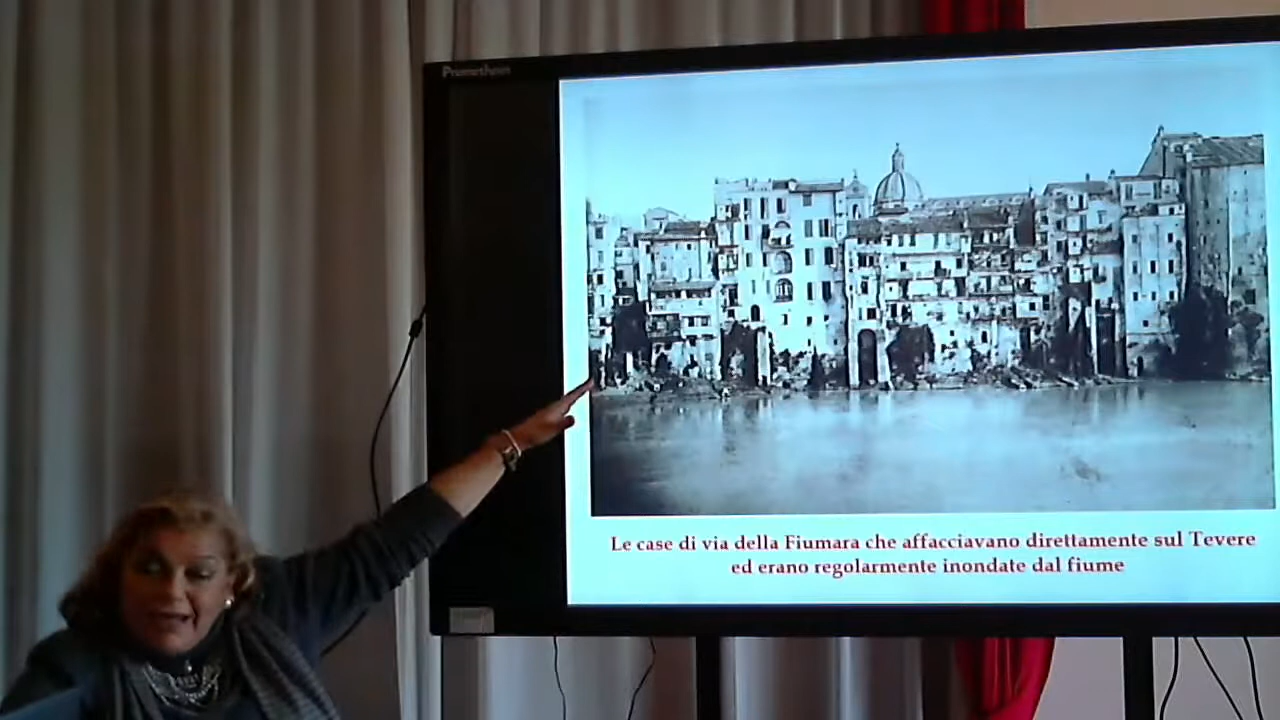 Promethean
Le case di via della Fiumara che affacciavano direttamente sul Tevere
ed erano regolarmente inondate dal fiume